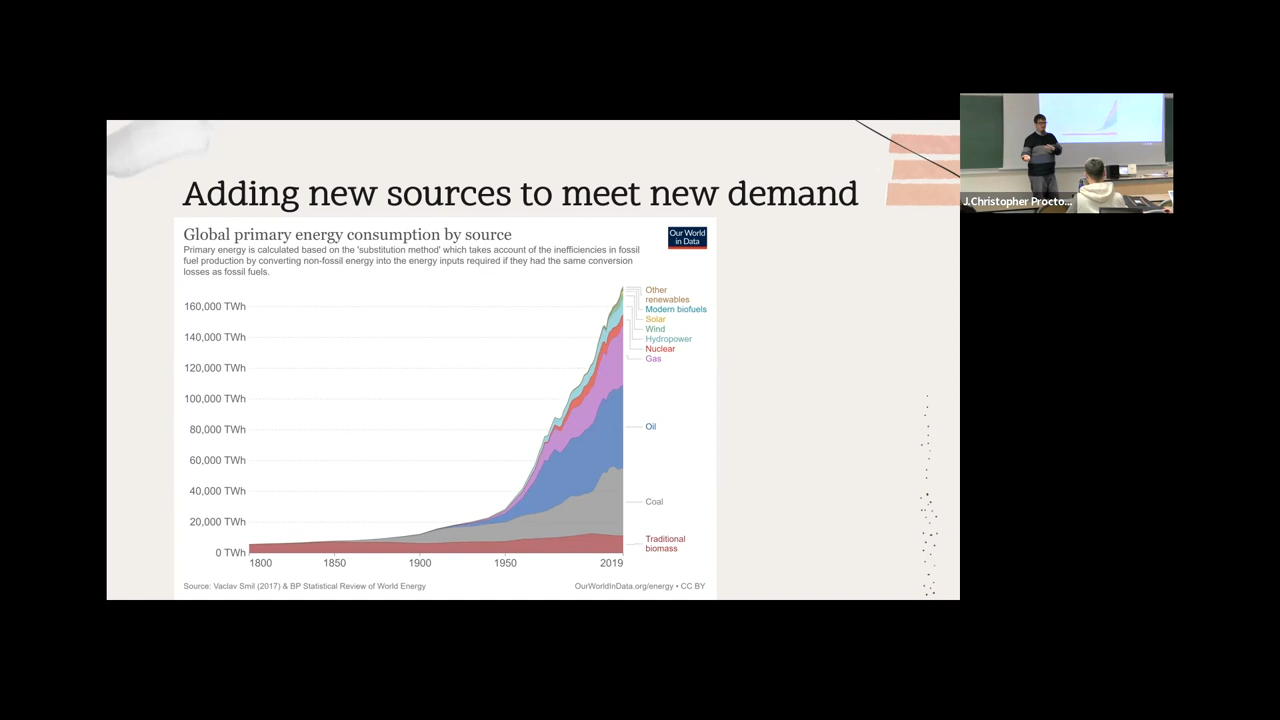 Adding new sources to meet new demand
Global primary energy consumption by source
Primary energy is calculated based on the 'substitution method' which takes account of the inefficiencies in fossil
fuel production by converting non-fossil energy into the energy inputs required if they had the same conversion
losses as fossil fuels.
Our World
in Data
160,000 TWh
140,000 TWh
120,000 TWh
100,000 TWh
80,000 TWh
60,000 TWh
40,000 TWh
20,000 TWh
0 TWh
1800
1850
1900
1950
2019
Other
renewables
Modern biofuels
Solar
Wind
Hydropower
Nuclear
Gas
Oil
Coal
Traditional
biomass
Source: Vaclav Smil (2017) & BP Statistical Review of World Energy
OurWorldInData.org/energy • CC BY
J.Christopher Procto...